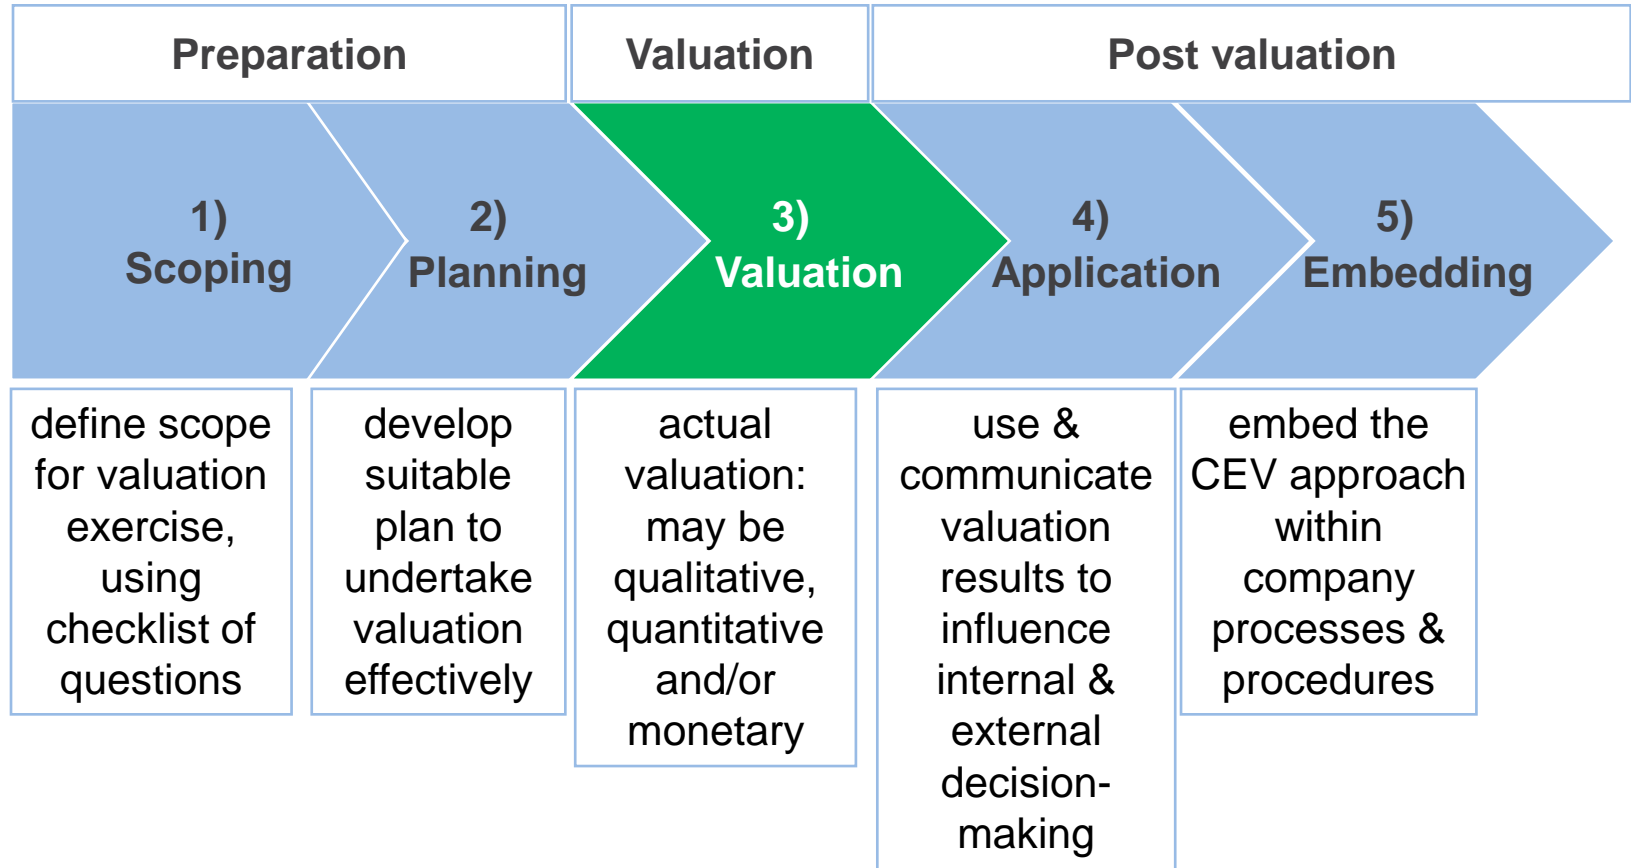 Preparation
Valuation
Post valuation
1)
Scoping
2)
Planning
3)
Valuation
4)
Application
5)
Embedding
define scope
for valuation
exercise,
using
checklist of
questions
develop
suitable
plan to
undertake
valuation
effectively
actual
valuation:
may be
qualitative,
quantitative
and/or
monetary
use &
communicate
valuation
results to
influence
internal &
external
decision-
making
embed the
CEV approach
within
company
processes &
procedures